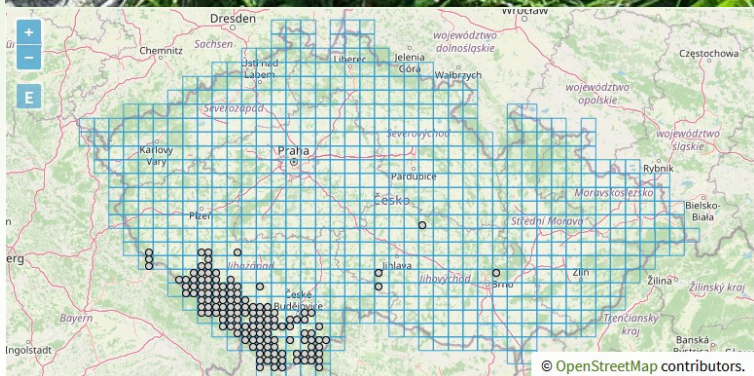 Wrocław
Dresden
+
−
Sachsen
Chemnitz
Ústí nad
Labem
Liberec
Jelenia
Góra
województwo
dolnośląskie
Wałbrzych
Częstochowa
E
województwo
opolskie
Severozápad
Karlovy
Vary
Praha
Severovýchod
województwo
śląskie
Rybnik
Pardubice
Česko
Moravskoslezsko
Bielsko-
Biała
Plzeň
Střední Morava
erg
Jihozápad
Jihlava
Jihovýchod
Brno
Zlín
Žilina
Žilinský kraj
České
Budějovice
Bayern
Trenčiansky
kraj
Ingolstadt
Banská
© OpenStreetMap contributors.